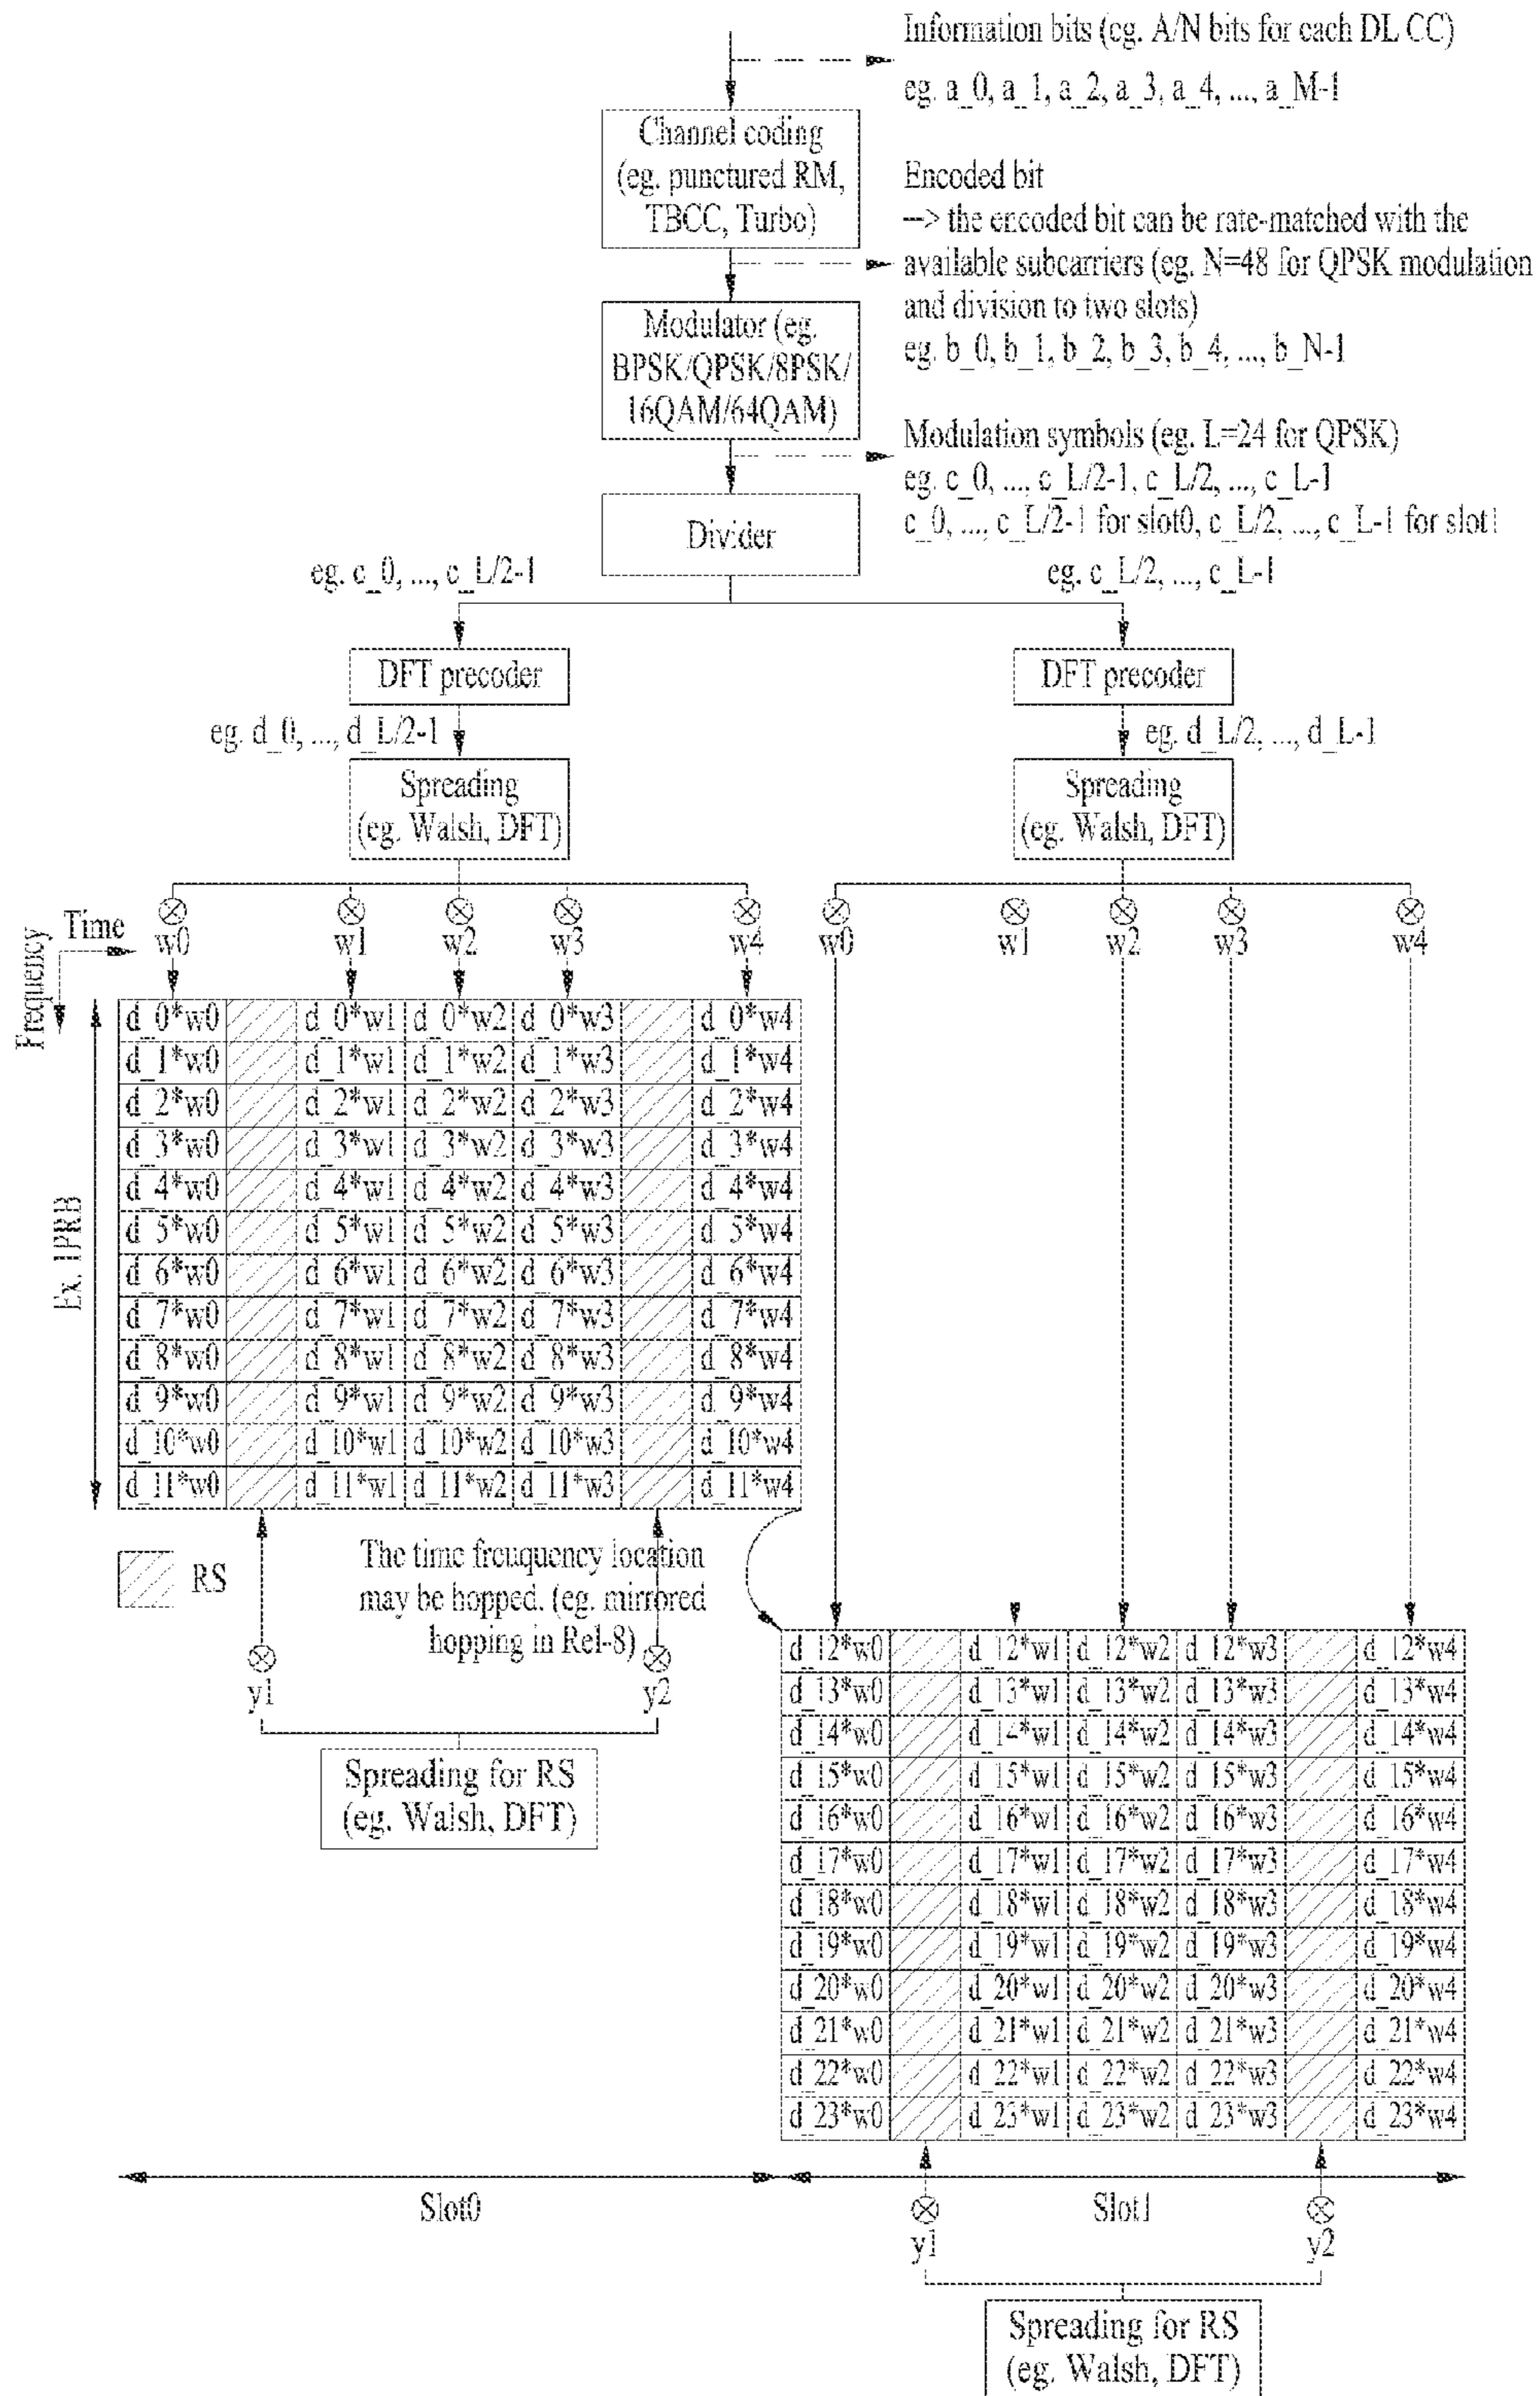 Information bits (eg. A/N bits for each DL CC)
eg. a_0, a_1, a_2, a_3, a_4, ..., a_M-1
Channel coding
(eg. punctured RM,
TBCC, Turbo)
Encoded bit
--> the encoded bit can be rate-matched with the
available subcarriers (eg. N=48 for QPSK modulation
and division to two slots)
eg. b_0, b_1, b_2, b_3, b_4, ..., b_N-1
Modulator (eg.
BPSK/QPSK/8PSK/
16QAM/64QAM)
Modulation symbols (eg. L=24 for QPSK)
eg. c_0, ..., c_L/2-1, c_L/2, ..., c_L-1
c_0, ..., c_L/2-1 for slot0, c_L/2, ..., c_L-1 for slot1
Divider
eg. c_0, ..., c_L/2-1
eg. c_L/2, ..., c_L-1
DFT precoder
DFT precoder
eg. d_0, ..., d_L/2-1
eg. d_L/2, ..., d_L-1
Spreading
(eg. Walsh, DFT)
Spreading
(eg. Walsh, DFT)
Time
Frequency
w0 w1 w2 w3 w4 w0 w1 w2 w3 w4
Ex. 1PRB
d_0*w0 d_0*w1 d_0*w2 d_0*w3 d_0*w4
d_1*w0 d_1*w1 d_1*w2 d_1*w3 d_1*w4
d_2*w0 d_2*w1 d_2*w2 d_2*w3 d_2*w4
d_3*w0 d_3*w1 d_3*w2 d_3*w3 d_3*w4
d_4*w0 d_4*w1 d_4*w2 d_4*w3 d_4*w4
d_5*w0 d_5*w1 d_5*w2 d_5*w3 d_5*w4
d_6*w0 d_6*w1 d_6*w2 d_6*w3 d_6*w4
d_7*w0 d_7*w1 d_7*w2 d_7*w3 d_7*w4
d_8*w0 d_8*w1 d_8*w2 d_8*w3 d_8*w4
d_9*w0 d_9*w1 d_9*w2 d_9*w3 d_9*w4
d_10*w0 d_10*w1 d_10*w2 d_10*w3 d_10*w4
d_11*w0 d_11*w1 d_11*w2 d_11*w3 d_11*w4
RS
The time freuquency location
may be hopped. (eg. mirrored
hopping in Rel-8)
y1 y2
Spreading for RS
(eg. Walsh, DFT)
d_12*w0 d_12*w1 d_12*w2 d_12*w3 d_12*w4
d_13*w0 d_13*w1 d_13*w2 d_13*w3 d_13*w4
d_14*w0 d_14*w1 d_14*w2 d_14*w3 d_14*w4
d_15*w0 d_15*w1 d_15*w2 d_15*w3 d_15*w4
d_16*w0 d_16*w1 d_16*w2 d_16*w3 d_16*w4
d_17*w0 d_17*w1 d_17*w2 d_17*w3 d_17*w4
d_18*w0 d_18*w1 d_18*w2 d_18*w3 d_18*w4
d_19*w0 d_19*w1 d_19*w2 d_19*w3 d_19*w4
d_20*w0 d_20*w1 d_20*w2 d_20*w3 d_20*w4
d_21*w0 d_21*w1 d_21*w2 d_21*w3 d_21*w4
d_22*w0 d_22*w1 d_22*w2 d_22*w3 d_22*w4
d_23*w0 d_23*w1 d_23*w2 d_23*w3 d_23*w4
Slot0
Slot1
y1 y2
Spreading for RS
(eg. Walsh, DFT)